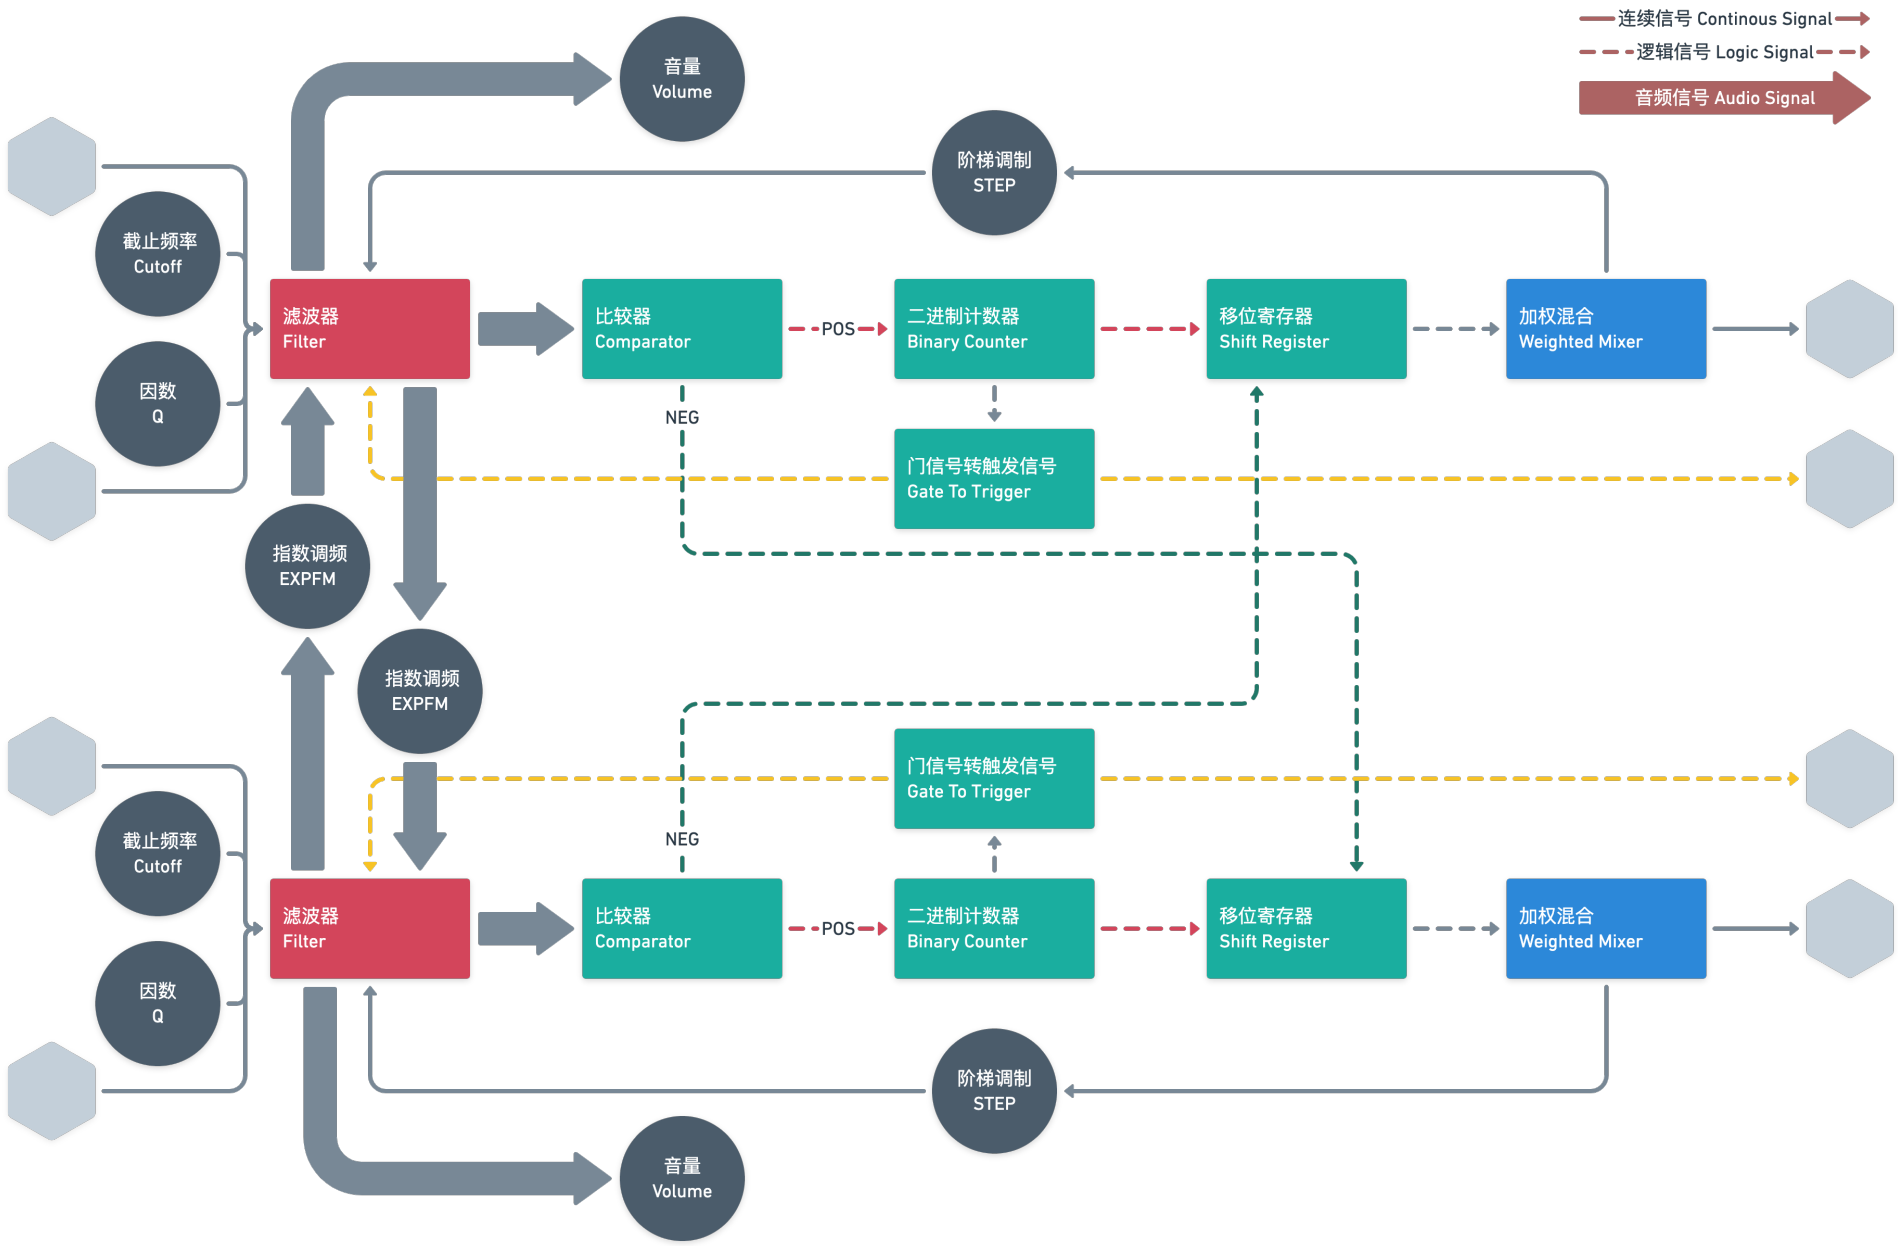 连续信号 Continous Signal
逻辑信号 Logic Signal
音频信号 Audio Signal
音量
Volume
阶梯调制
STEP
截止频率
Cutoff
因数
Q
滤波器
Filter
比较器
Comparator
POS
二进制计数器
Binary Counter
移位寄存器
Shift Register
加权混合
Weighted Mixer
NEG
门信号转触发信号
Gate To Trigger
指数调频
EXPFM
指数调频
EXPFM
门信号转触发信号
Gate To Trigger
NEG
截止频率
Cutoff
因数
Q
滤波器
Filter
比较器
Comparator
POS
二进制计数器
Binary Counter
移位寄存器
Shift Register
加权混合
Weighted Mixer
阶梯调制
STEP
音量
Volume